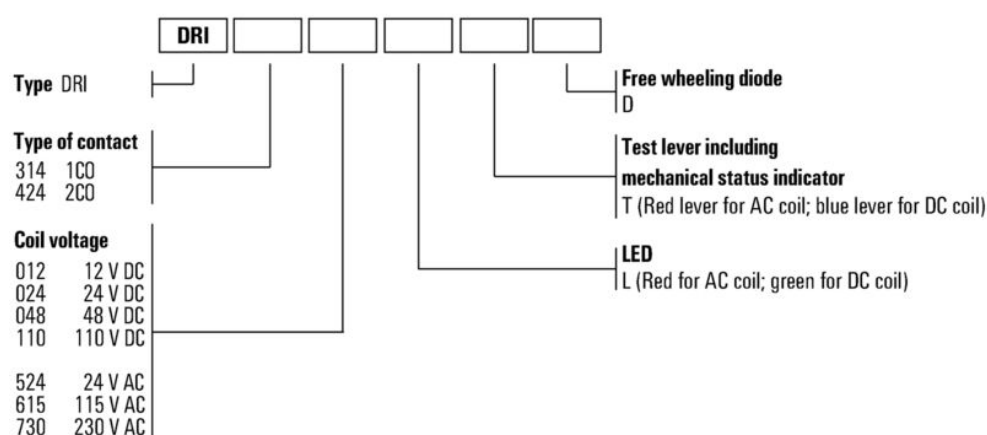 DRI
Type DRI
Type of contact
314 1CO
424 2CO
Coil voltage
012 12 V DC
024 24 V DC
048 48 V DC
110 110 V DC
524 24 V AC
615 115 V AC
730 230 V AC
Free wheeling diode
D
Test lever including
mechanical status indicator
T (Red lever for AC coil; blue lever for DC coil)
LED
L (Red for AC coil; green for DC coil)